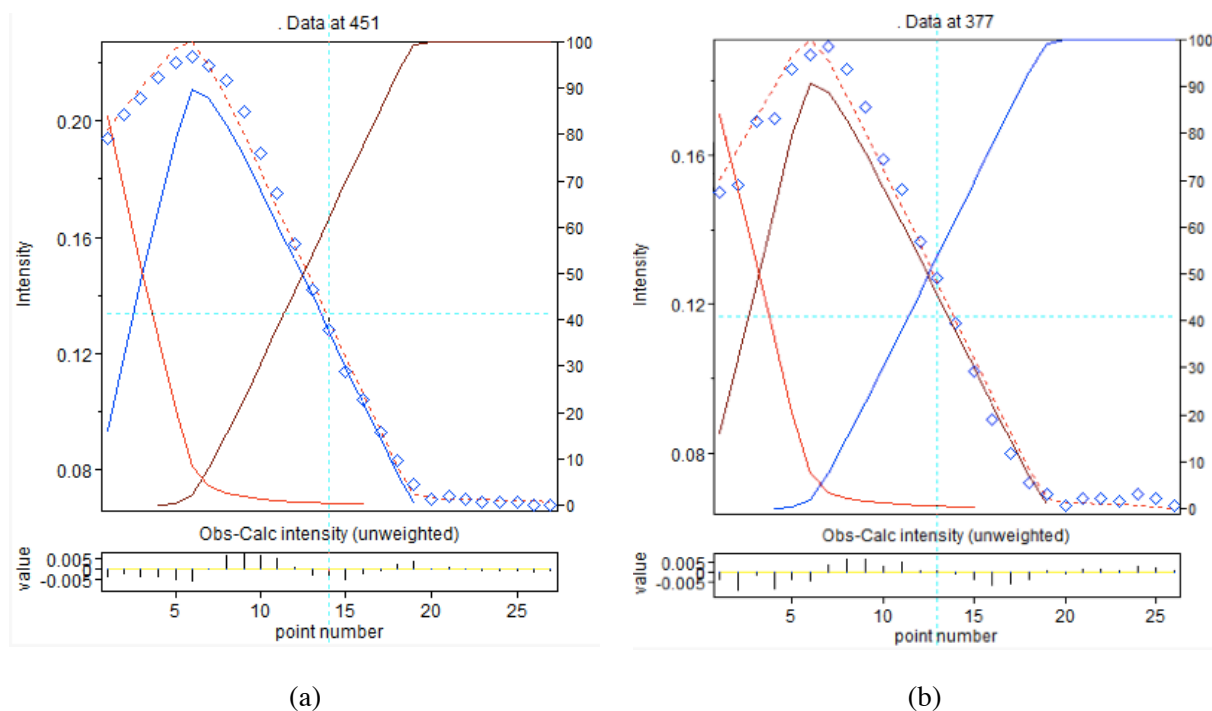 . Data at 451
Intensity
0.20
0.16
0.12
0.08
100
90
80
70
60
50
40
30
20
10
0
Obs-Calc intensity (unweighted)
value
0.005
0
-0.005
5 10 15 20 25
point number
(a)
. Data at 377
Intensity
0.16
0.12
0.08
100
90
80
70
60
50
40
30
20
10
0
Obs-Calc intensity (unweighted)
value
0.005
0
-0.005
5 10 15 20 25
point number
(b)